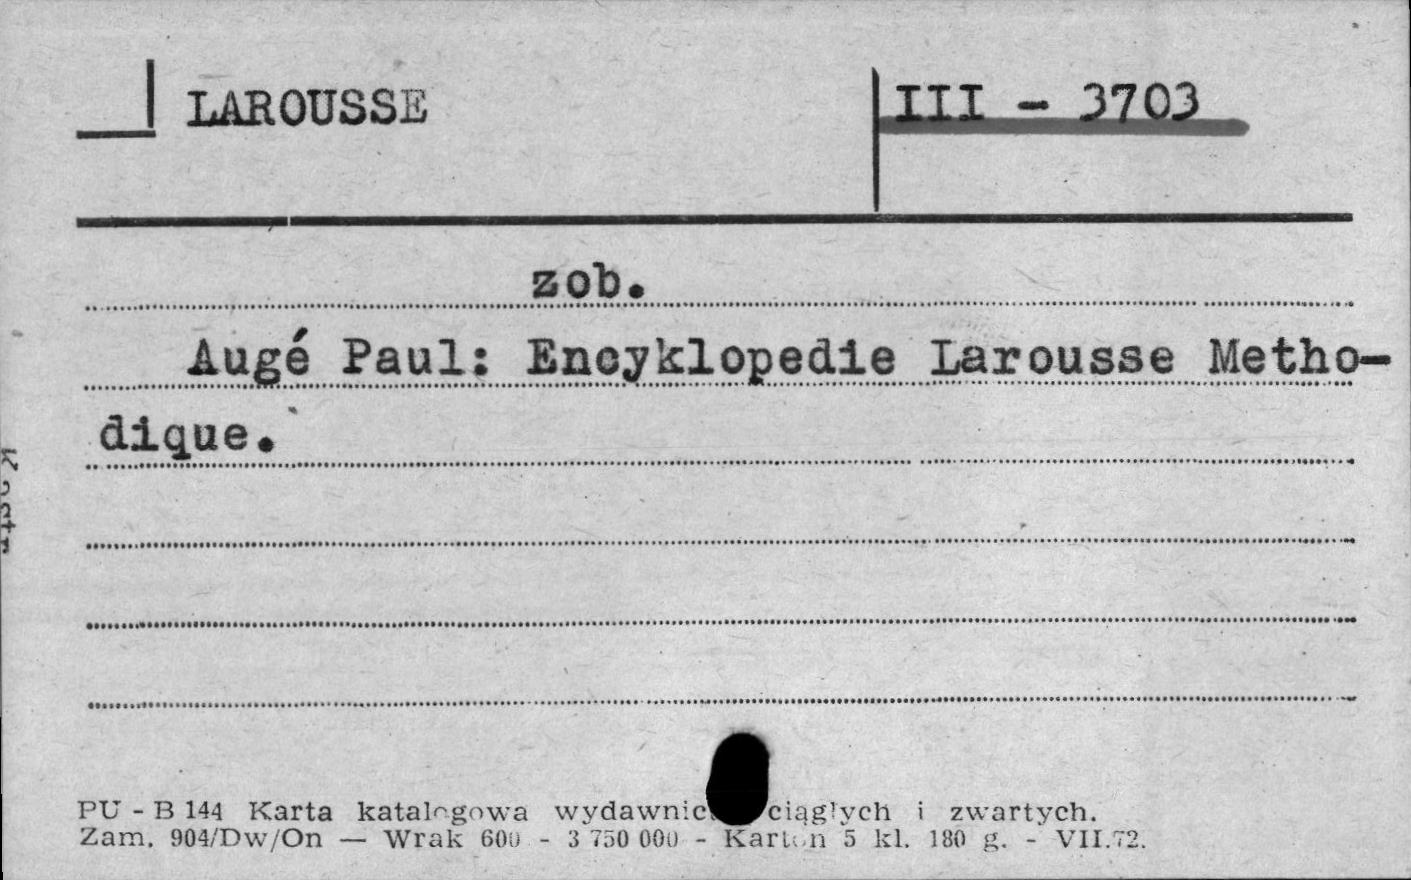 LAROUSSE
III - 3703
zob.
Augé Paul: Encyklopedie Larousse Metho-
dique.
PU - B 144 Karta katalogowa wydawnic ciągłych i zwartych.
Zam. 904/Dw/On — Wrak 600 - 3 750 000 - Karton 5 kl. 180 g. - VII.72.